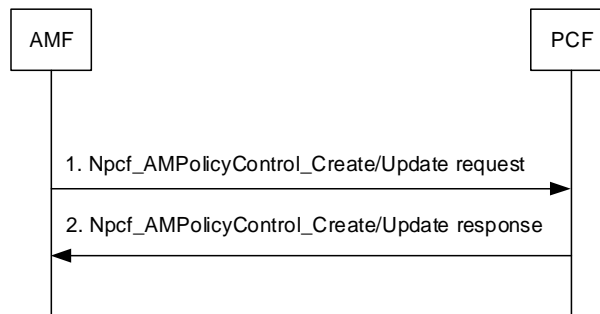 AMF
PCF
1. Npcf_AMPolicyControl_Create/Update request
2. Npcf_AMPolicyControl_Create/Update response